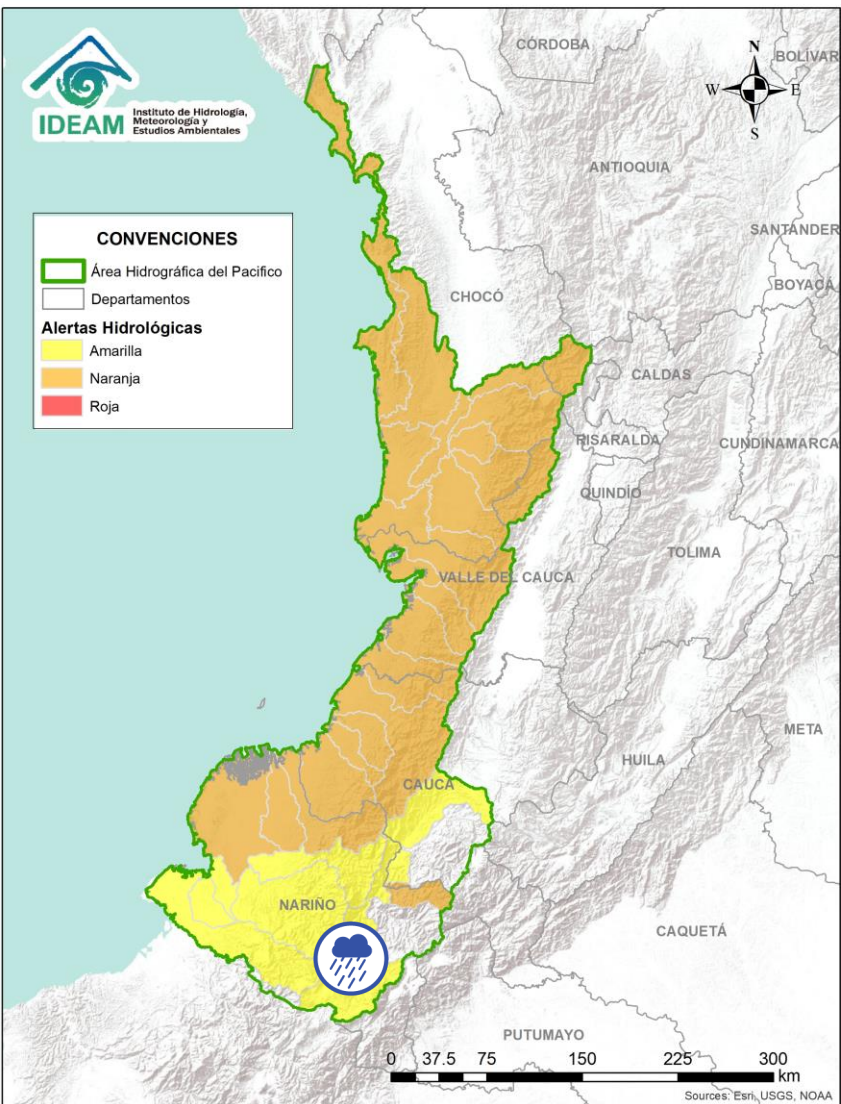 IDEAM
Instituto de Hidrología,
Meteorología y
Estudios Ambientales
CONVENCIONES
Área Hidrográfica del Pacifico
Departamentos
Alertas Hidrológicas
Amarilla
Naranja
Roja
N
W
E
S
CÓRDOBA
BOLÍVAR
ANTIOQUIA
SANTANDER
BOYACÁ
CHOCÓ
CALDAS
RISARALDA
CUNDINAMARCA
QUINDÍO
TOLIMA
VALLE DEL CAUCA
META
HUILA
CAUCA
NARIÑO
CAQUETÁ
PUTUMAYO
0 37.5 75 150 225 300
km
Sources: Esri, USGS, NOAA